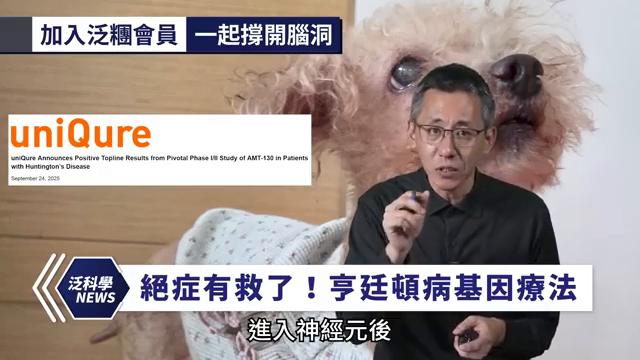 加入泛糰會員
一起撐開腦洞
uniQure
uniQure Announces Positive Topline Results from Pivotal Phase I/II Study of AMT-130 in Patients
with Huntington's Disease
September 24, 2025
泛科學
NEWS
絕症有救了！亨廷頓病基因療法
進入神經元後